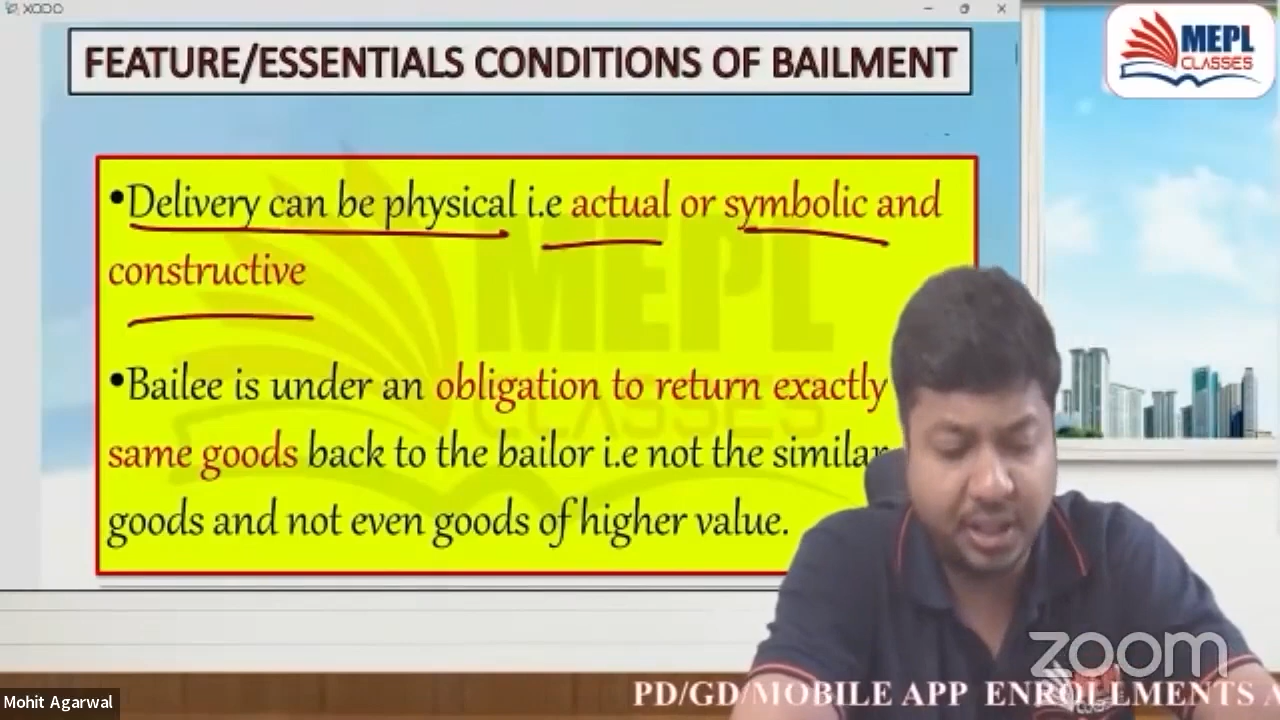 XODO
FEATURE/ESSENTIALS CONDITIONS OF BAILMENT
MEPL
CLASSES
•Delivery can be physical i.e actual or symbolic and
constructive
•Bailee is under an obligation to return exactly
same goods back to the bailor i.e not the similar
goods and not even goods of higher value.
MEPL
CLASSES
zoom
Mohit Agarwal
PD/GD/MOBILE APP ENROLLMENTS A